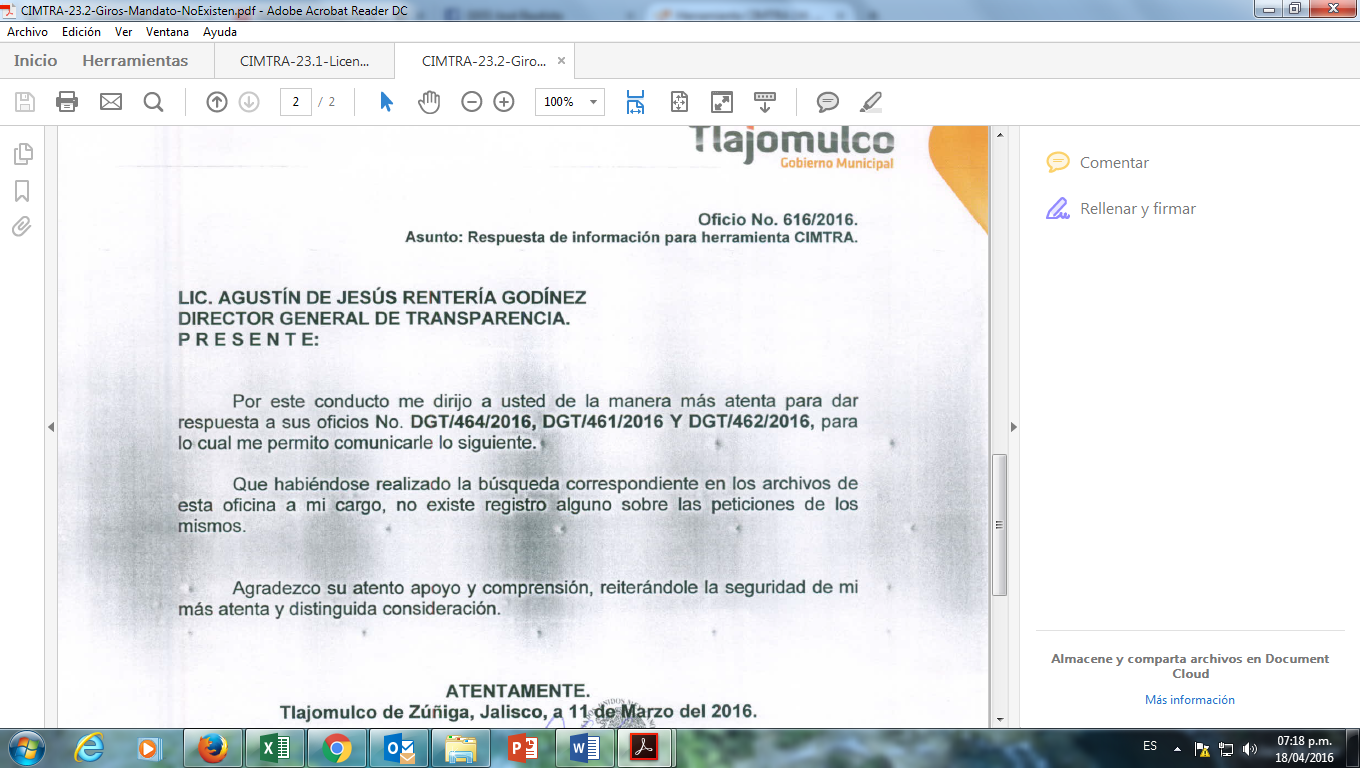 CIMTRA-23.2-Giros-Mandato-NoExisten.pdf - Adobe Acrobat Reader DC
Archivo Edición Ver Ventana Ayuda
Inicio Herramientas CIMTRA-23.1-Licen... CIMTRA-23.2-Giro...
2 / 2 100%
Tlajomulco
Gobierno Municipal
Oficio No. 616/2016.
Asunto: Respuesta de información para herramienta CIMTRA.
LIC. AGUSTÍN DE JESÚS RENTERÍA GODÍNEZ
DIRECTOR GENERAL DE TRANSPARENCIA.
P R E S E N T E:
Por este conducto me dirijo a usted de la manera más atenta para dar
respuesta a sus oficios No. DGT/464/2016, DGT/461/2016 Y DGT/462/2016, para
lo cual me permito comunicarle lo siguiente.
Que habiéndose realizado la búsqueda correspondiente en los archivos de
esta oficina a mi cargo, no existe registro alguno sobre las peticiones de los
mismos.
Agradezco su atento apoyo y comprensión, reiterándole la seguridad de mi
más atenta y distinguida consideración.
ATENTAMENTE.
Tlajomulco de Zúñiga, Jalisco, a 11 de Marzo del 2016.
Comentar
Rellenar y firmar
Almacene y comparta archivos en Document
Cloud
Más información
ES
07:18 p.m.
18/04/2016